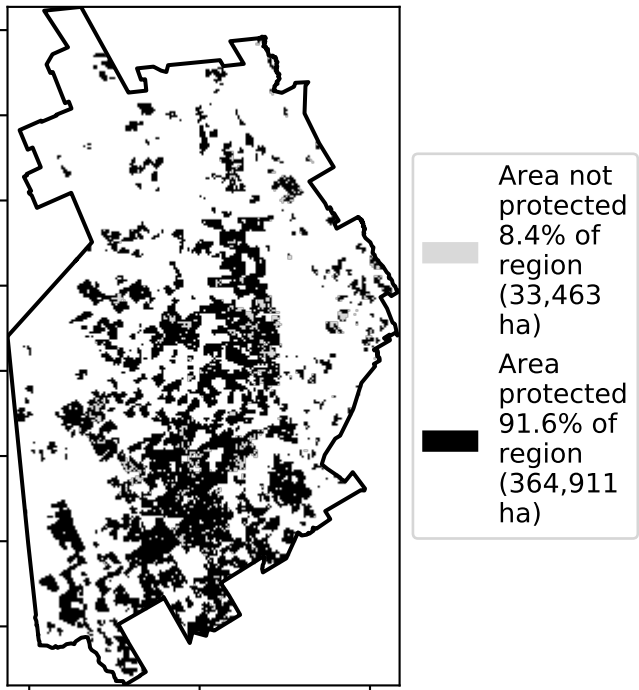 Area not
protected
8.4% of
region
(33,463
ha)
Area
protected
91.6% of
region
(364,911
ha)